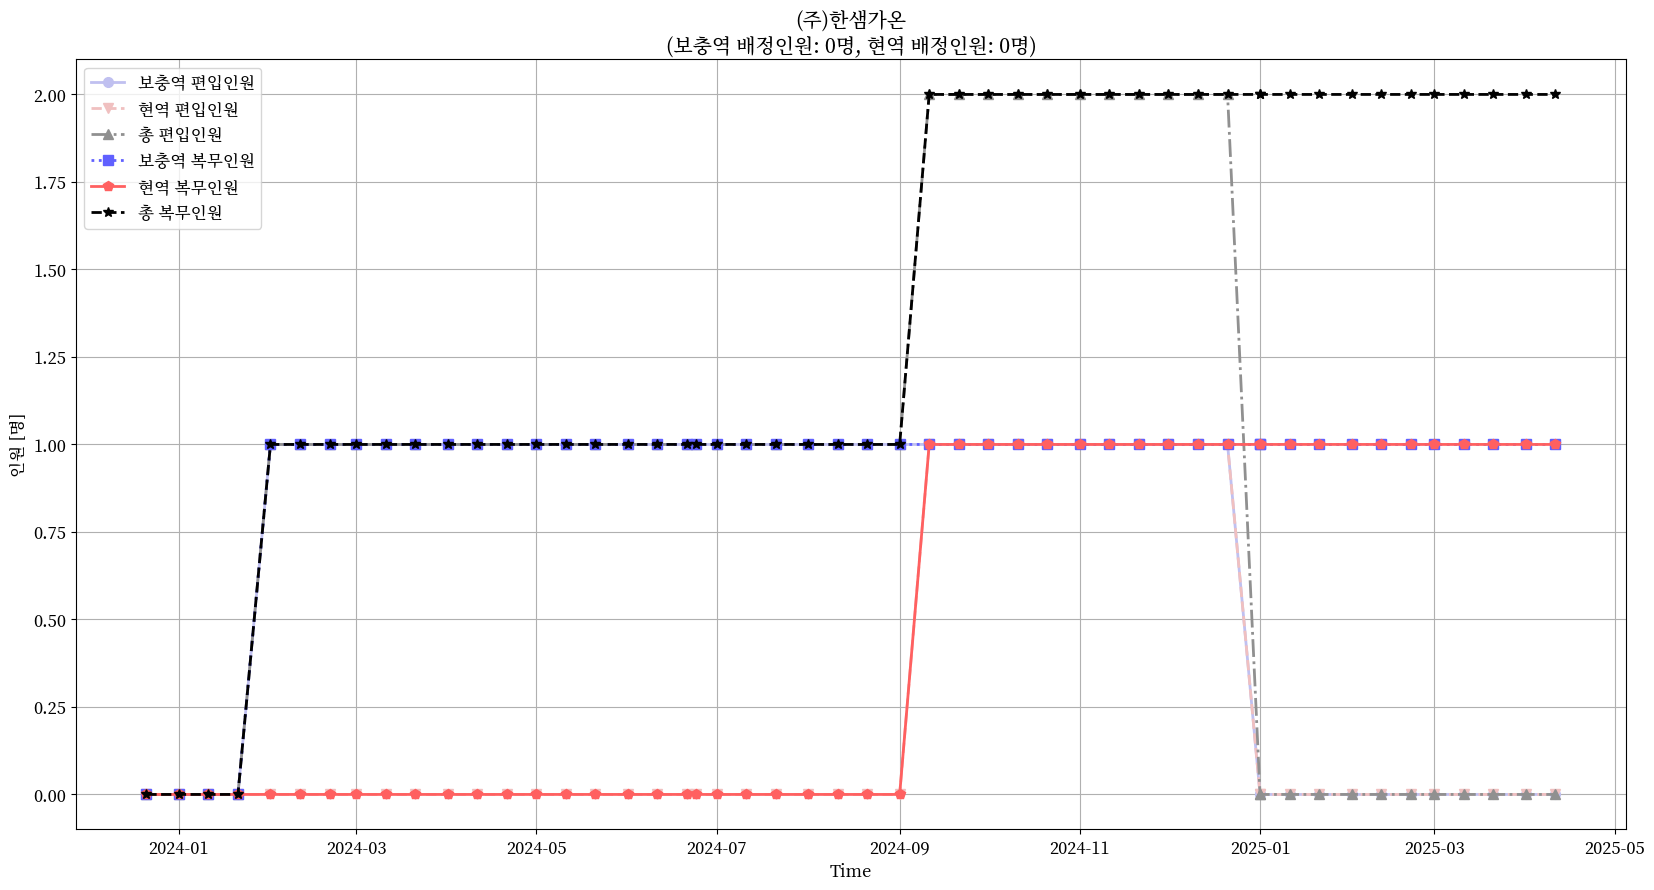 (주)한샘가온
(보충역 배정인원: 0명, 현역 배정인원: 0명)
보충역 편입인원
현역 편입인원
총 편입인원
보충역 복무인원
현역 복무인원
총 복무인원
2.00
1.75
1.50
1.25
1.00
0.75
0.50
0.25
0.00
인원 [명]
2024-01 2024-03 2024-05 2024-07 2024-09 2024-11 2025-01 2025-03 2025-05
Time